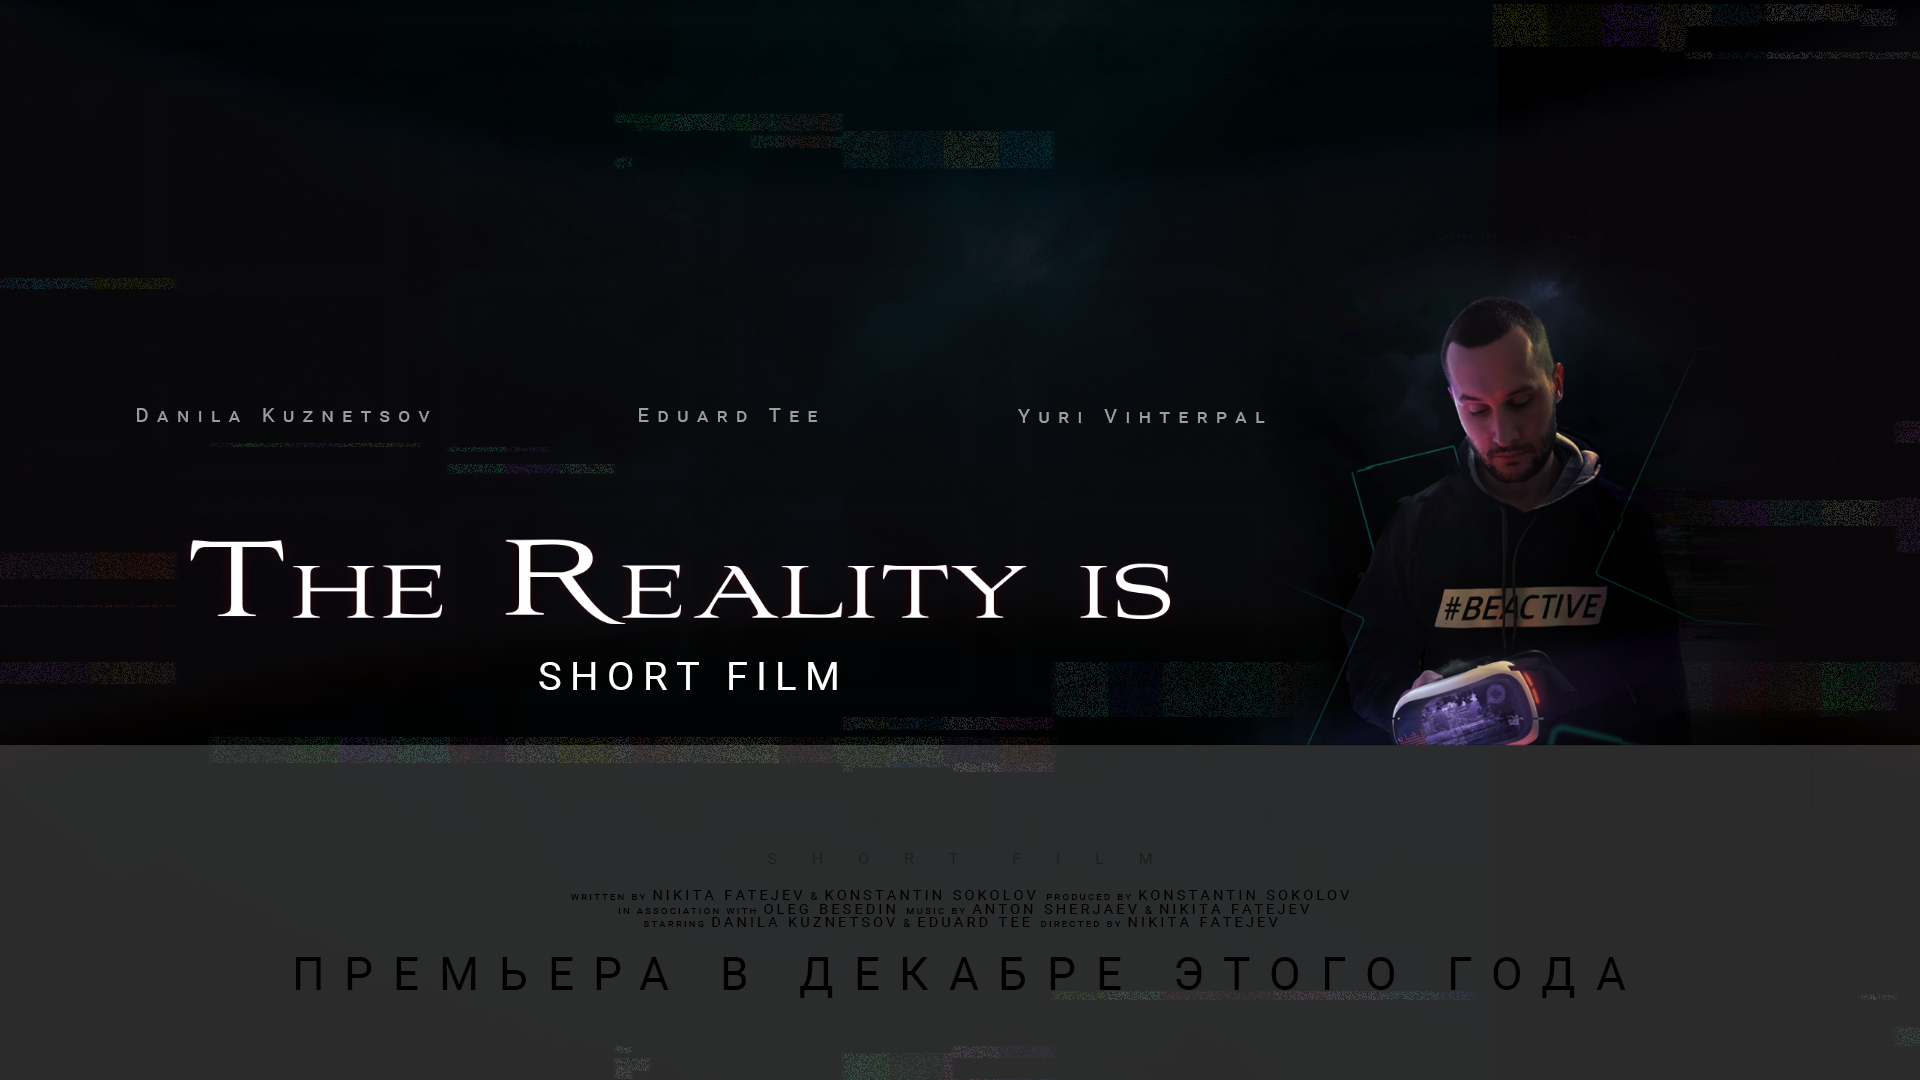 Danila Kuznetsov Eduard Tee Yuri Vihterpal
The Reality is
SHORT FILM
#BEACTIVE
SHORT FILM
WRITTEN BY NIKITA FATEJEV & KONSTANTIN SOKOLOV PRODUCED BY KONSTANTIN SOKOLOV
IN ASSOCIATION WITH OLEG BESEDIN MUSIC BY ANTON SHERJAEV & NIKITA FATEJEV
STARRING DANILA KUZNETSOV & EDUARD TEE DIRECTED BY NIKITA FATEJEV
ПРЕМЬЕРА В ДЕКАБРЕ ЭТОГО ГОДА